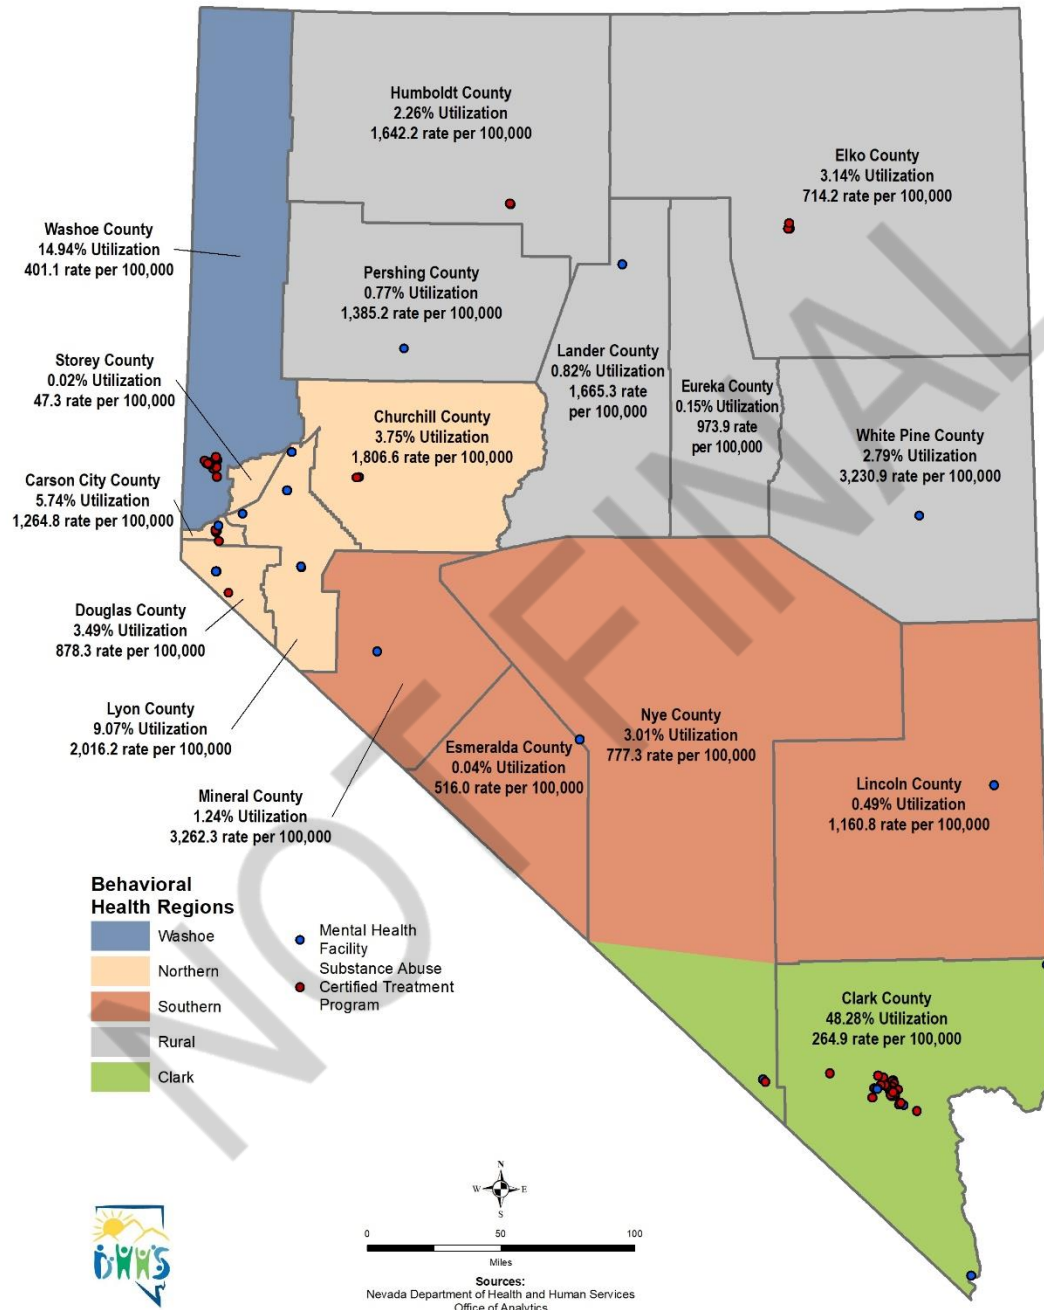 Humboldt County
2.26% Utilization
1,642.2 rate per 100,000
Elko County
3.14% Utilization
714.2 rate per 100,000
Washoe County
14.94% Utilization
401.1 rate per 100,000
Pershing County
0.77% Utilization
1,385.2 rate per 100,000
Storey County
0.02% Utilization
47.3 rate per 100,000
Lander County
0.82% Utilization
1,665.3 rate
per 100,000
Eureka County
0.15% Utilization
973.9 rate
per 100,000
Churchill County
3.75% Utilization
1,806.6 rate per 100,000
White Pine County
2.79% Utilization
3,230.9 rate per 100,000
Carson City County
5.74% Utilization
1,264.8 rate per 100,000
Douglas County
3.49% Utilization
878.3 rate per 100,000
Lyon County
9.07% Utilization
2,016.2 rate per 100,000
Nye County
3.01% Utilization
777.3 rate per 100,000
Esmeralda County
0.04% Utilization
516.0 rate per 100,000
Mineral County
1.24% Utilization
3,262.3 rate per 100,000
Lincoln County
0.49% Utilization
1,160.8 rate per 100,000
Clark County
48.28% Utilization
264.9 rate per 100,000
NOT FINAL
Behavioral
Health Regions
Washoe
Northern
Southern
Rural
Clark
Mental Health
Facility
Substance Abuse
Certified Treatment
Program
N
W
E
S
0
50
100
Miles
DHHS
Sources:
Nevada Department of Health and Human Services
Office of Analytics